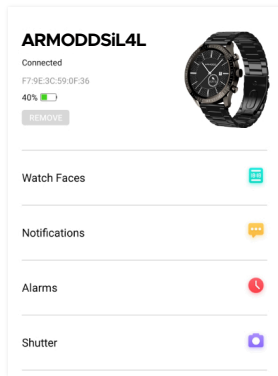 ARMODDSiL4L
Connected
F7:9E:3C:59:0F:36
40%
REMOVE
Watch Faces
Notifications
Alarms
Shutter